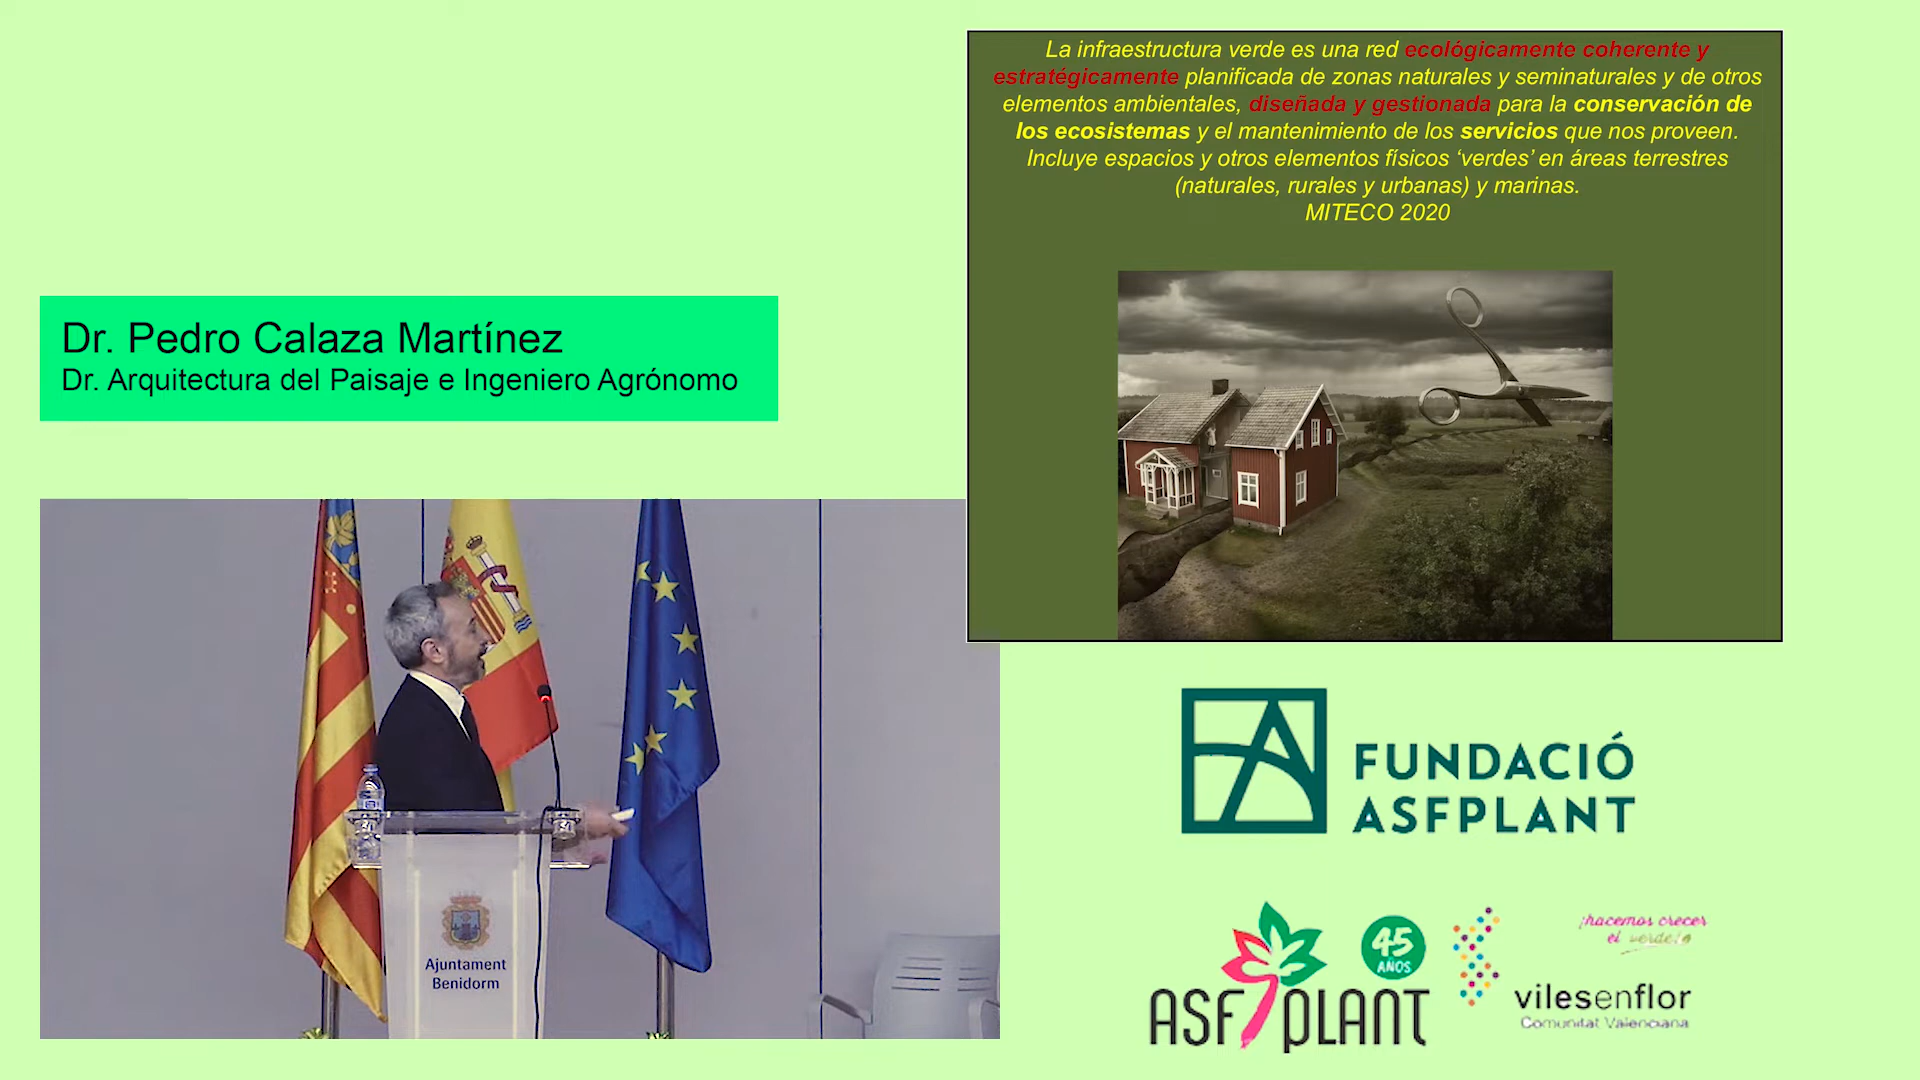 La infraestructura verde es una red ecológicamente coherente y
estratégicamente planificada de zonas naturales y seminaturales y de otros
elementos ambientales, diseñada y gestionada para la conservación de
los ecosistemas y el mantenimiento de los servicios que nos proveen.
Incluye espacios y otros elementos físicos ‘verdes’ en áreas terrestres
(naturales, rurales y urbanas) y marinas.
MITECO 2020
Dr. Pedro Calaza Martínez
Dr. Arquitectura del Paisaje e Ingeniero Agrónomo
Ajuntament
Benidorm
FUNDACIÓ
ASFPLANT
ASFPLANT
45
AÑOS
¡hacemos crecer
el verde!
vilesenflor
Comunitat Valenciana